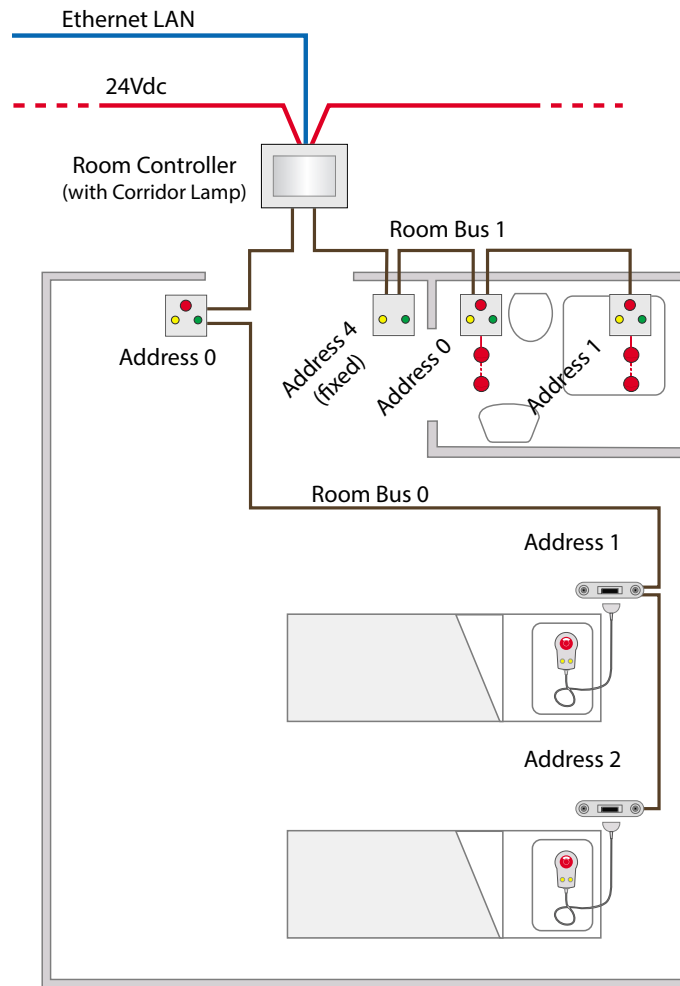 Ethernet LAN
24Vdc
Room Controller
(with Corridor Lamp)
Room Bus 1
Address 0
Address 4
(fixed)
Address 0
Address 1
Room Bus 0
Address 1
Address 2